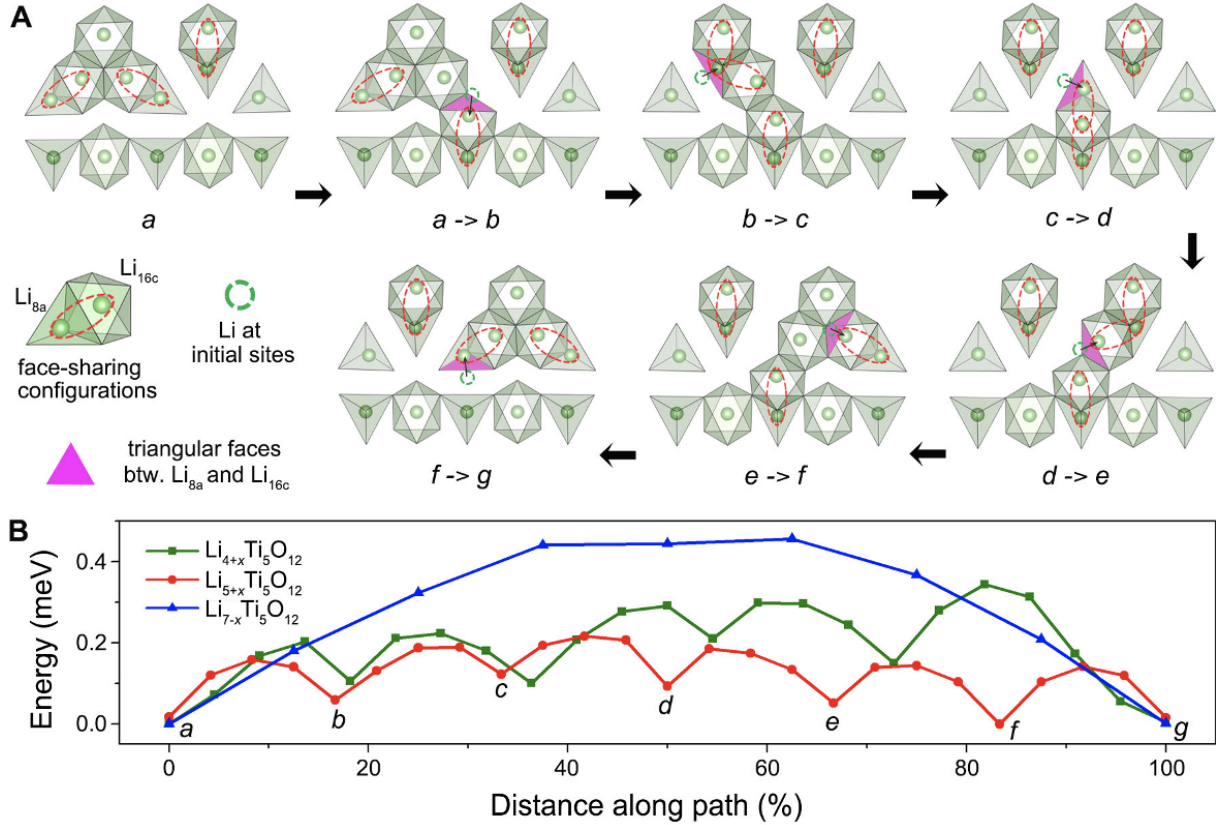 A
a
a -> b
b -> c
c -> d
Li8a
Li16c
face-sharing
configurations
Li at
initial sites
triangular faces
btw. Li8a and Li16c
f -> g
e -> f
d -> e
B
Energy (meV)
0.4
0.2
0.0
Li4+xTi5O12
Li5+xTi5O12
Li7-xTi5O12
a
b
c
d
e
f
g
0
20
40
60
80
100
Distance along path (%)